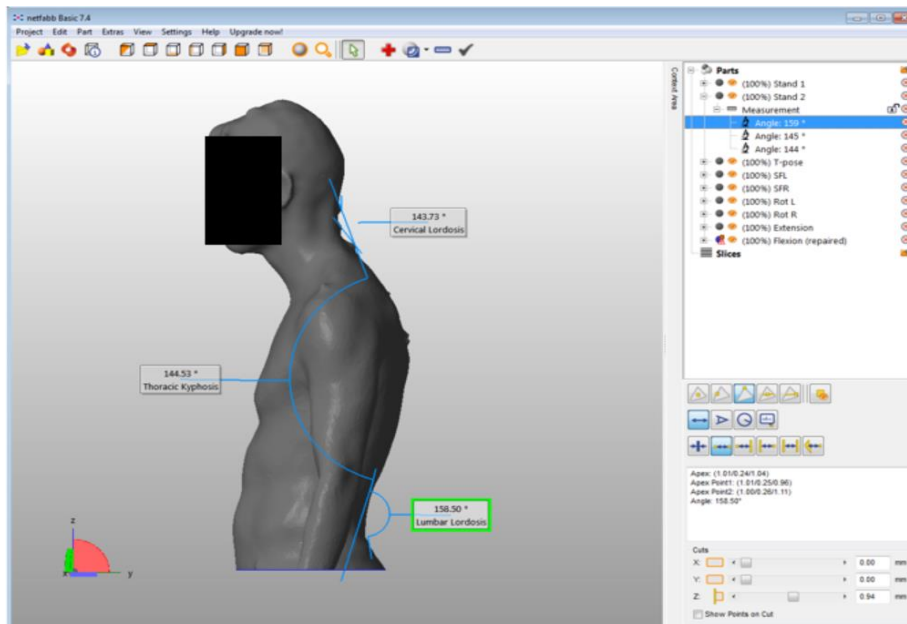 netfabb Basic 7.4
Project Edit Part Extras View Settings Help Upgrade now!
Context Area
Parts
(100%) Stand 1
(100%) Stand 2
Measurement
Angle: 159 °
Angle: 145 °
Angle: 144 °
(100%) T-pose
(100%) SFL
(100%) SFR
(100%) Rot L
(100%) Rot R
(100%) Extension
(100%) Flexion (repaired)
Slices
143.73 °
Cervical Lordosis
144.53 °
Thoracic Kyphosis
158.50 °
Lumbar Lordosis
z
x
y
Apex: (1.01/0.24/1.04)
Apex Point1: (1.01/0.25/0.96)
Apex Point2: (1.00/0.26/1.11)
Angle: 158.50°
Cuts
X: 0.00 mm
Y: 0.00 mm
Z: 0.94 mm
Show Points on Cut